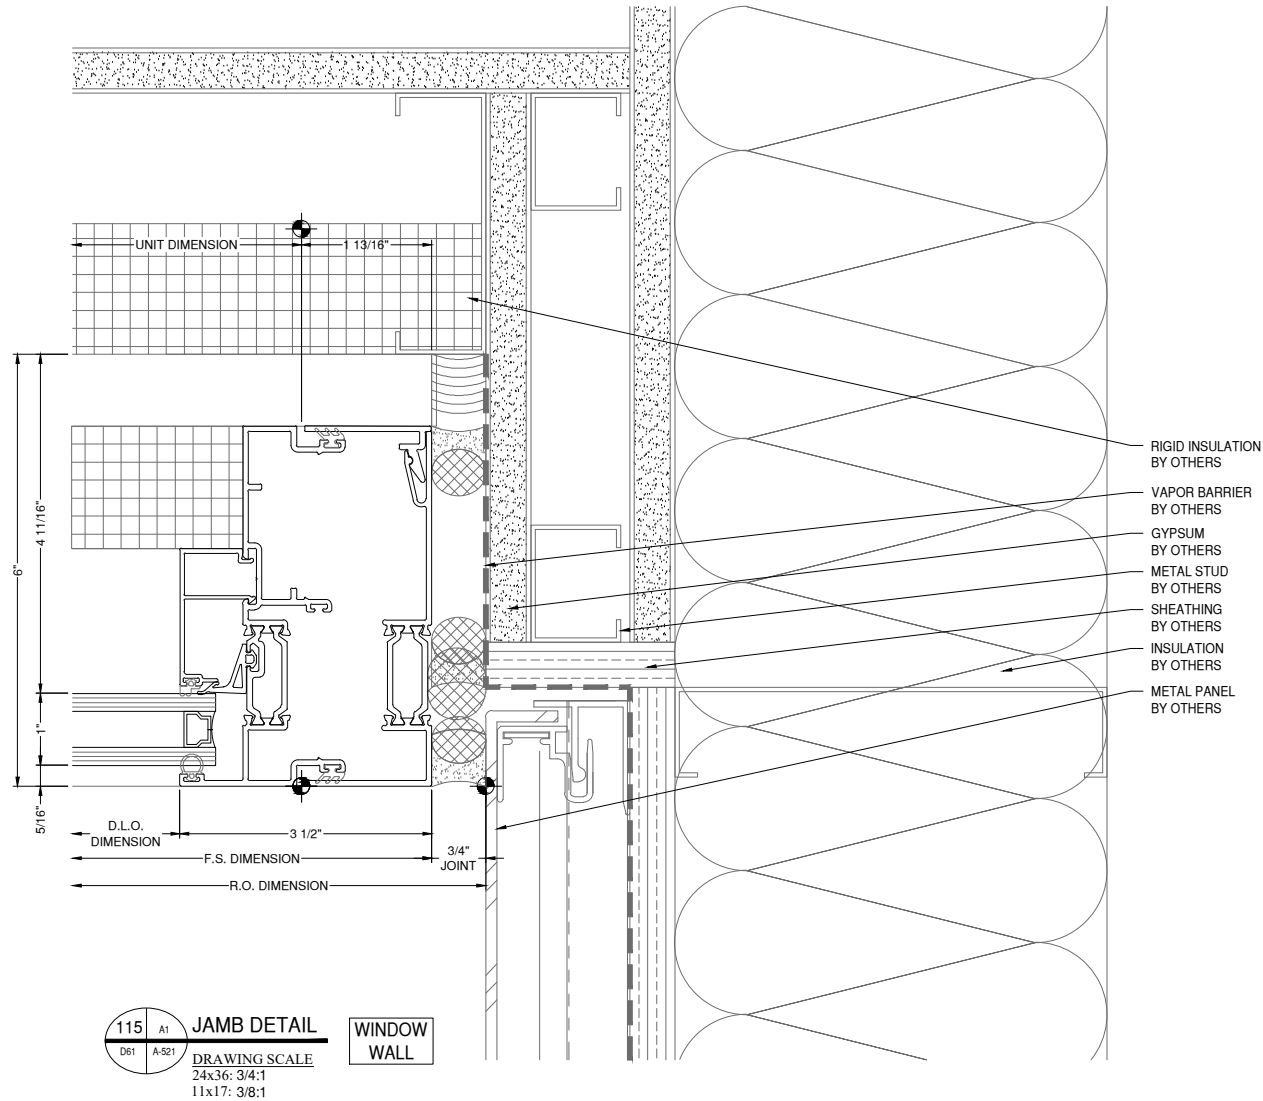 UNIT DIMENSION
1 13/16"
6"
4 11/16"
1"
5/16"
RIGID INSULATION
BY OTHERS
VAPOR BARRIER
BY OTHERS
GYPSUM
BY OTHERS
METAL STUD
BY OTHERS
SHEATHING
BY OTHERS
INSULATION
BY OTHERS
METAL PANEL
BY OTHERS
D.L.O.
DIMENSION
3 1/2"
F.S. DIMENSION
3/4"
JOINT
R.O. DIMENSION
115 A1
D61 A-521
JAMB DETAIL
DRAWING SCALE
24x36: 3/4:1
11x17: 3/8:1
WINDOW
WALL